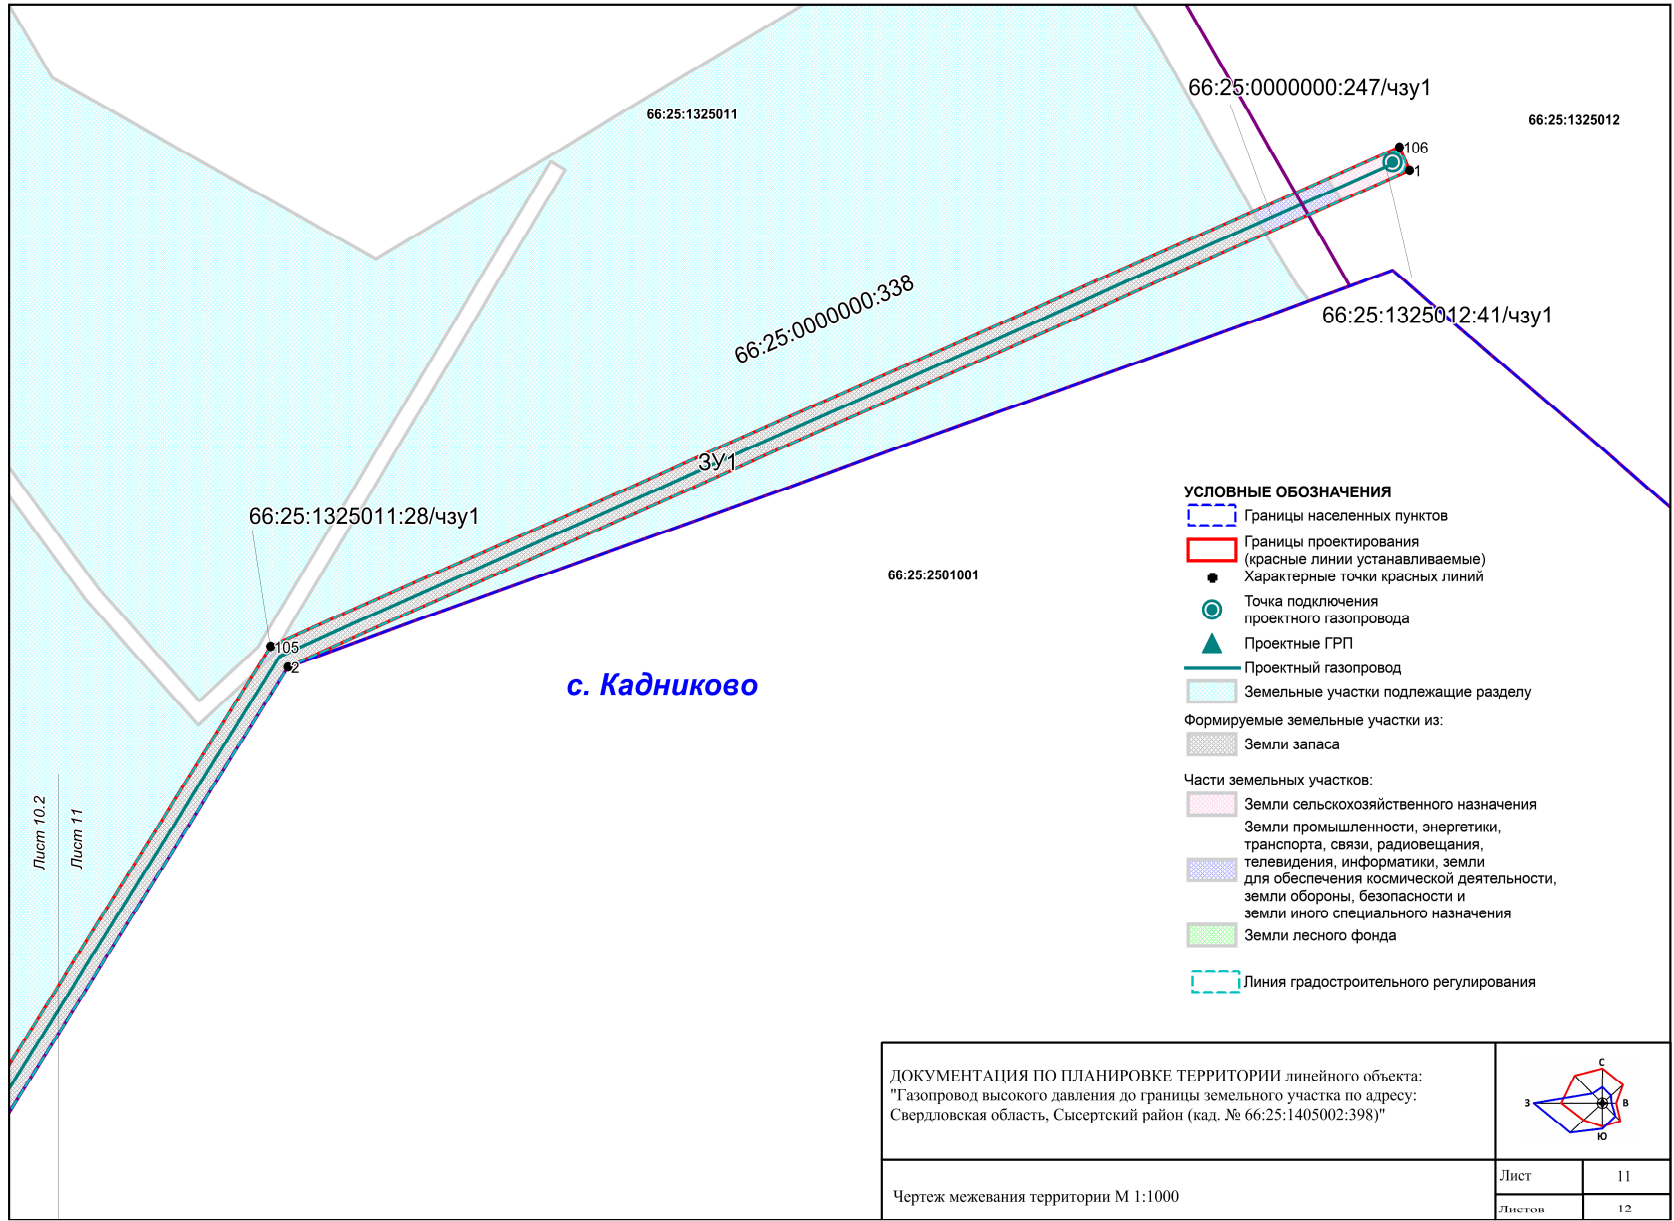 66:25:0000000:247/чзу1
66:25:1325011
66:25:1325012
106
1
66:25:0000000:338
66:25:1325012:41/чзу1
ЗУ1
66:25:1325011:28/чзу1
66:25:2501001
105
2
с. Кадниково
Лист 10.2
Лист 11
УСЛОВНЫЕ ОБОЗНАЧЕНИЯ
Границы населенных пунктов
Границы проектирования
(красные линии устанавливаемые)
Характерные точки красных линий
Точка подключения
проектного газопровода
Проектные ГРП
Проектный газопровод
Земельные участки подлежащие разделу
Формируемые земельные участки из:
Земли запаса
Части земельных участков:
Земли сельскохозяйственного назначения
Земли промышленности, энергетики,
транспорта, связи, радиовещания,
телевидения, информатики, земли
для обеспечения космической деятельности,
земли обороны, безопасности и
земли иного специального назначения
Земли лесного фонда
Линия градостроительного регулирования
ДОКУМЕНТАЦИЯ ПО ПЛАНИРОВКЕ ТЕРРИТОРИИ линейного объекта:
"Газопровод высокого давления до границы земельного участка по адресу:
Свердловская область, Сысертский район (кад. № 66:25:1405002:398)"
С
З
В
Ю
Чертеж межевания территории М 1:1000
Лист 11
Листов 12